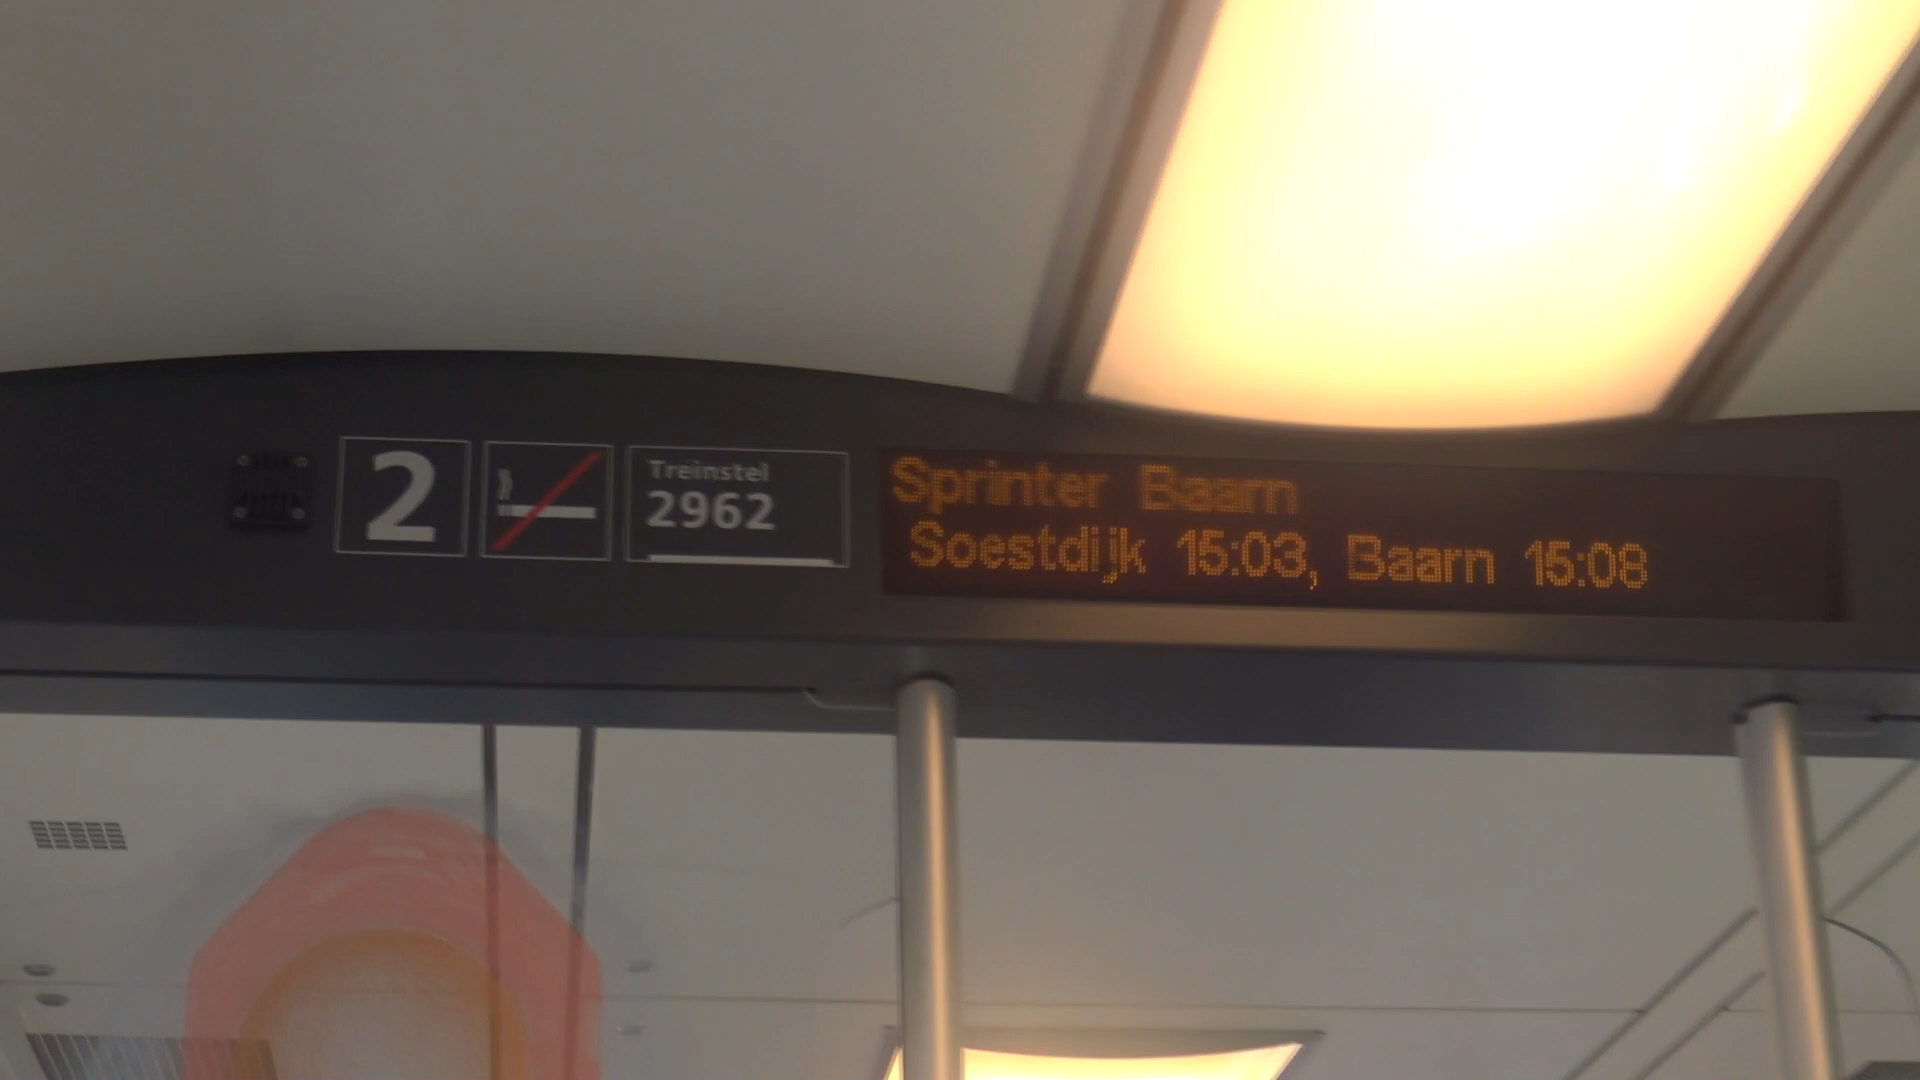 2
Treinstel
2962
Sprinter Baarn
Soestdijk 15:03, Baarn 15:08